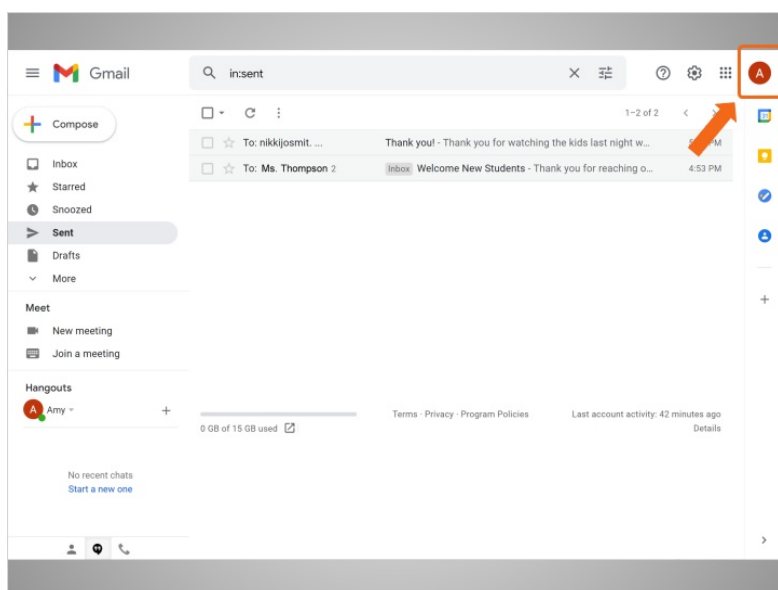 Gmail
in:sent
A
Compose
1–2 of 2
To: nikkijosmit. ... Thank you! - Thank you for watching the kids last night w... PM
To: Ms. Thompson 2 Inbox Welcome New Students - Thank you for reaching o... 4:53 PM
Inbox
Starred
Snoozed
Sent
Drafts
More
Meet
New meeting
Join a meeting
Hangouts
A Amy
Terms · Privacy · Program Policies
Last account activity: 42 minutes ago
0 GB of 15 GB used
Details
No recent chats
Start a new one